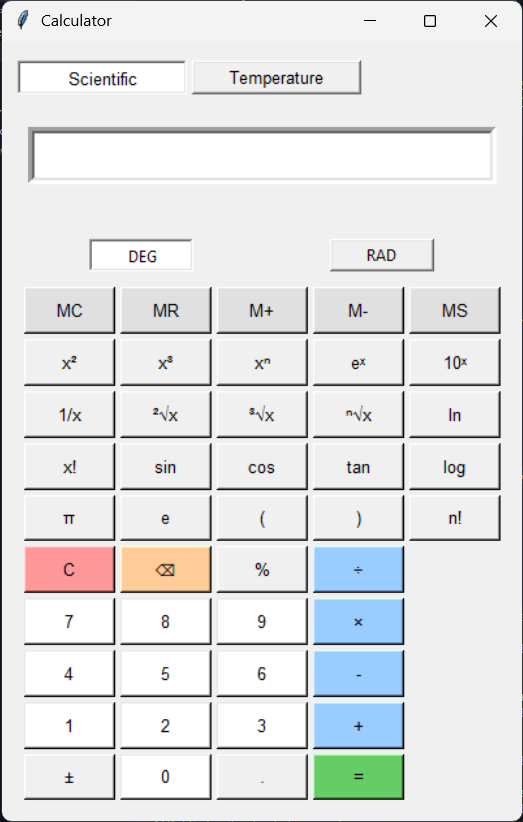 Calculator
Scientific Temperature
DEG RAD
MC MR M+ M- MS
x² x³ xⁿ eˣ 10ˣ
1/x ²√x ³√x ⁿ√x ln
x! sin cos tan log
π e ( ) n!
C ⌫ % ÷
7 8 9 ×
4 5 6 -
1 2 3 +
± 0 . =